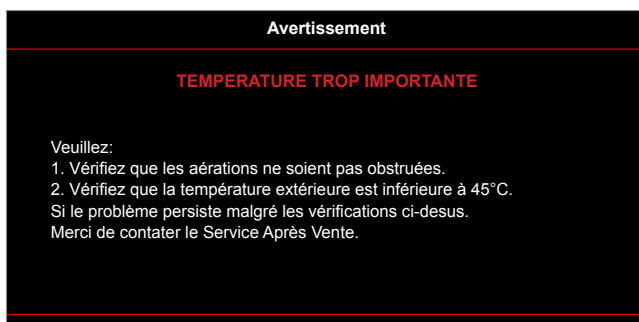 Avertissement
TEMPERATURE TROP IMPORTANTE
Veuillez:
1. Vérifiez que les aérations ne soient pas obstruées.
2. Vérifiez que la température extérieure est inférieure à 45°C.
Si le problème persiste malgré les vérifications ci-desus.
Merci de contater le Service Après Vente.